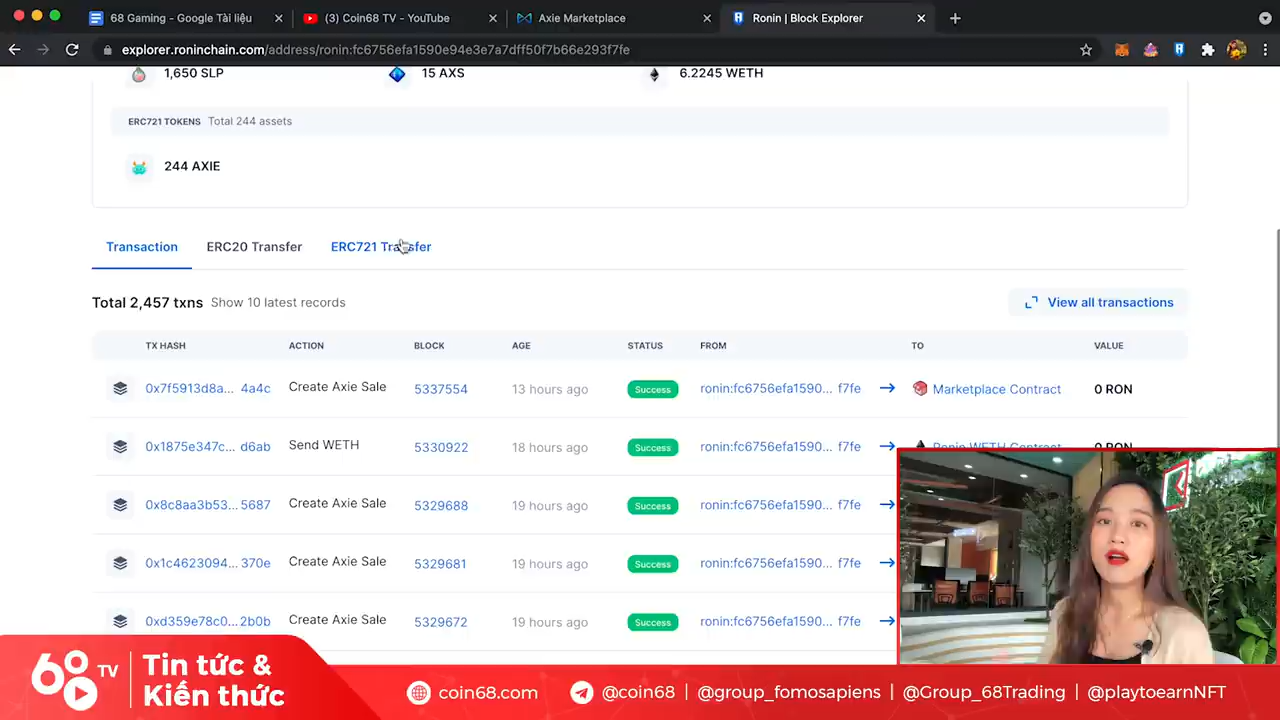 68 Gaming - Google Tài liệu
(3) Coin68 TV - YouTube
Axie Marketplace
Ronin | Block Explorer
explorer.roninchain.com/address/ronin:fc6756efa1590e94e3e7a7dff50f7b66e293f7fe
1,650 SLP
15 AXS
6.2245 WETH
ERC721 TOKENS Total 244 assets
244 AXIE
Transaction ERC20 Transfer ERC721 Transfer
Total 2,457 txns Show 10 latest records
View all transactions
TX HASH ACTION BLOCK AGE STATUS FROM TO VALUE
0x7f5913d8a... 4a4c Create Axie Sale 5337554 13 hours ago Success ronin:fc6756efa1590... f7fe Marketplace Contract 0 RON
0x1875e347c... d6ab Send WETH 5330922 18 hours ago Success ronin:fc6756efa1590... f7fe Ronin WETH Contract 0 RON
0x8c8aa3b53... 5687 Create Axie Sale 5329688 19 hours ago Success ronin:fc6756efa1590... f7fe
0x1c4623094... 370e Create Axie Sale 5329681 19 hours ago Success ronin:fc6756efa1590... f7fe
0xd359e78c0... 2b0b Create Axie Sale 5329672 19 hours ago Success ronin:fc6756efa1590... f7fe
68 TV
Tin tức &
Kiến thức
coin68.com
@coin68 | @group_fomosapiens | @Group_68Trading | @playtoearnNFT